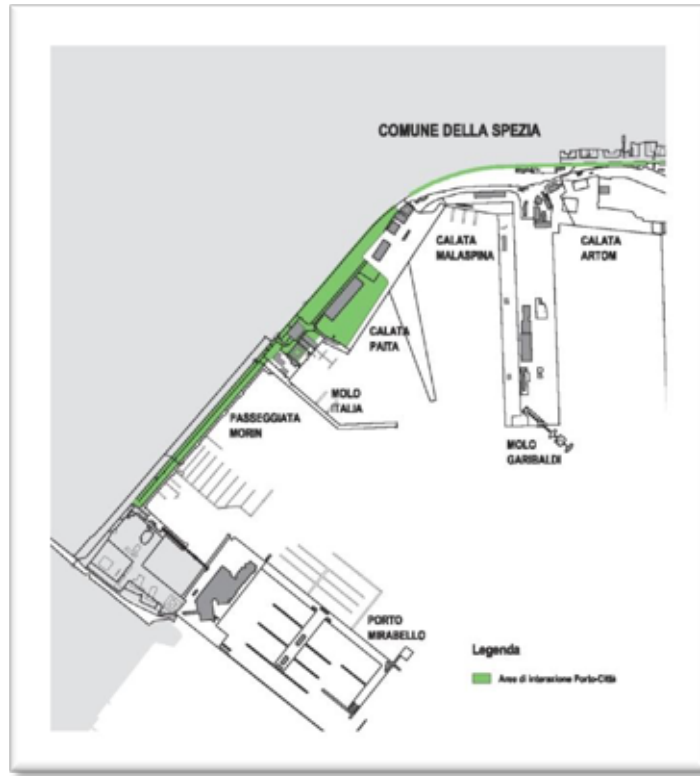 COMUNE DELLA SPEZIA
CALATA
MALASPINA
CALATA
ARTOM
CALATA
PAITA
MOLO
ITALIA
PASSEGGIATA
MORIN
MOLO
GARIBALDI
PORTO
MIRABELLO
Legenda
Aree di interazione Porto-Città